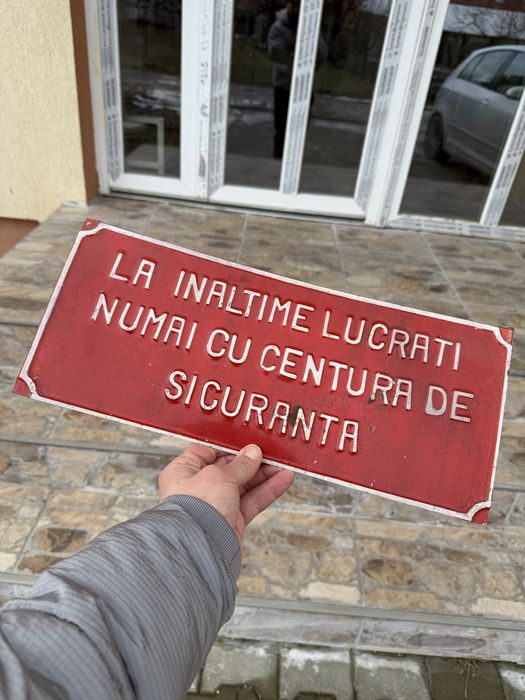 LA INALTIME LUCRATI
NUMAI CU CENTURA DE
SIGURANTA